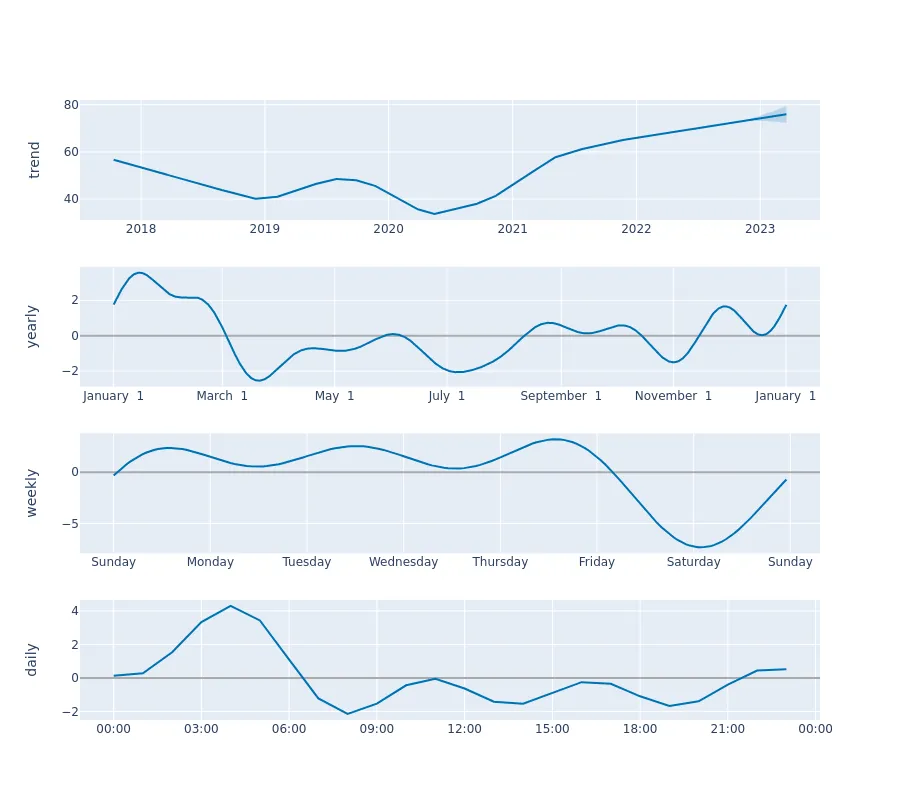 trend
80
60
40
2018 2019 2020 2021 2022 2023
yearly
2
0
−2
January 1 March 1 May 1 July 1 September 1 November 1 January 1
weekly
0
−5
Sunday Monday Tuesday Wednesday Thursday Friday Saturday Sunday
daily
4
2
0
−2
00:00 03:00 06:00 09:00 12:00 15:00 18:00 21:00 00:00